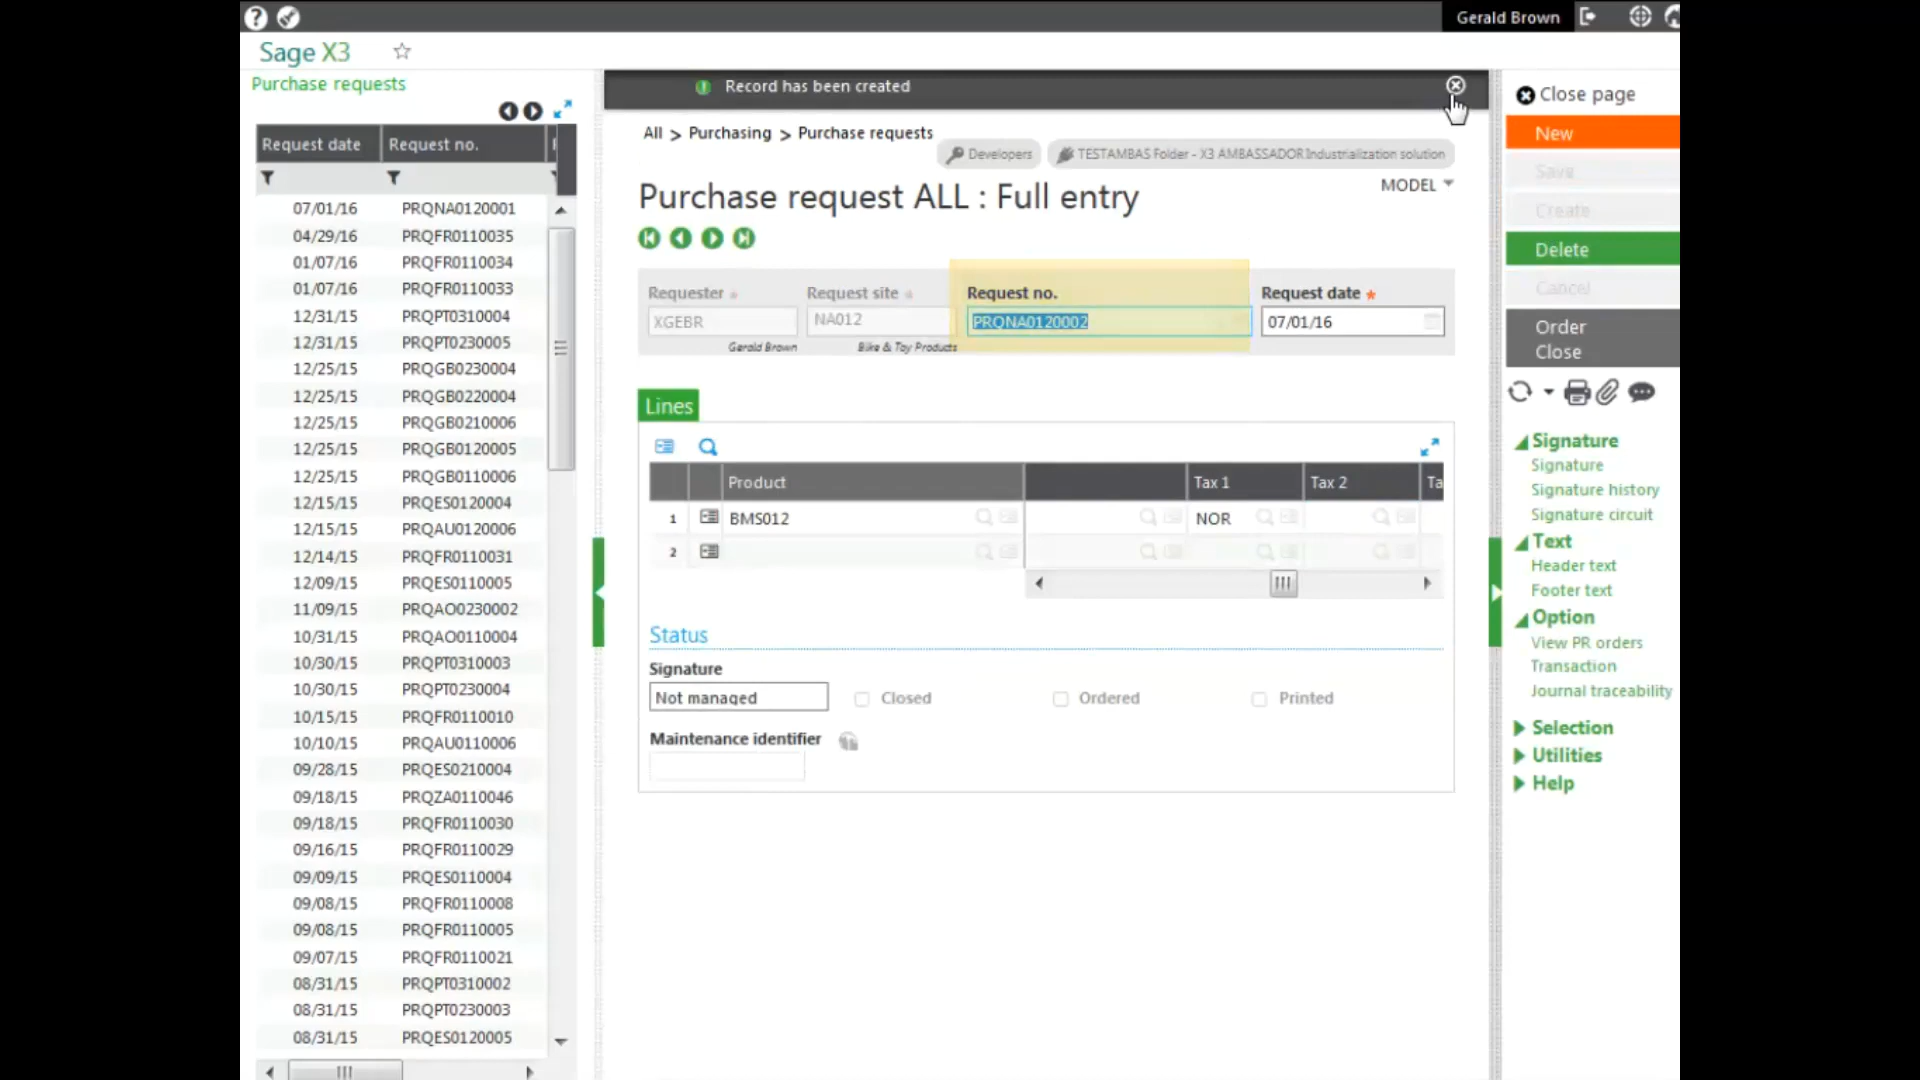 Gerald Brown
Sage X3
Purchase requests
Request date Request no.
07/01/16 PRQNA0120001
04/29/16 PRQFR0110035
01/07/16 PRQFR0110034
01/07/16 PRQFR0110033
12/31/15 PRQPT0310004
12/31/15 PRQPT0230005
12/25/15 PRQGB0230004
12/25/15 PRQGB0220004
12/25/15 PRQGB0210006
12/25/15 PRQGB0120005
12/25/15 PRQGB0110006
12/15/15 PRQES0120004
12/15/15 PRQAU0120006
12/14/15 PRQFR0110031
12/09/15 PRQES0110005
11/09/15 PRQAO0230002
10/31/15 PRQAO0110004
10/30/15 PRQPT0310003
10/30/15 PRQPT0230004
10/15/15 PRQFR0110010
10/10/15 PRQAU0110006
09/28/15 PRQES0210004
09/18/15 PRQZA0110046
09/18/15 PRQFR0110030
09/16/15 PRQFR0110029
09/09/15 PRQES0110004
09/08/15 PRQFR0110008
09/08/15 PRQFR0110005
09/07/15 PRQFR0110021
08/31/15 PRQPT0310002
08/31/15 PRQPT0230003
08/31/15 PRQES0120005
Record has been created
All > Purchasing > Purchase requests
Developers TESTAMBAS Folder - X3 AMBASSADOR Industrialization solution
MODEL
Purchase request ALL : Full entry
Requester * Request site * Request no. Request date *
XGEBR NA012 PRQNA0120002 07/01/16
Gerald Brown Bike & Toy Products
Lines
Product Tax 1 Tax 2 Ta
1 BMS012 NOR
2
Status
Signature
Not managed Closed Ordered Printed
Maintenance identifier
Close page
New
Save
Create
Delete
Cancel
Order
Close
Signature
Signature
Signature history
Signature circuit
Text
Header text
Footer text
Option
View PR orders
Transaction
Journal traceability
Selection
Utilities
Help